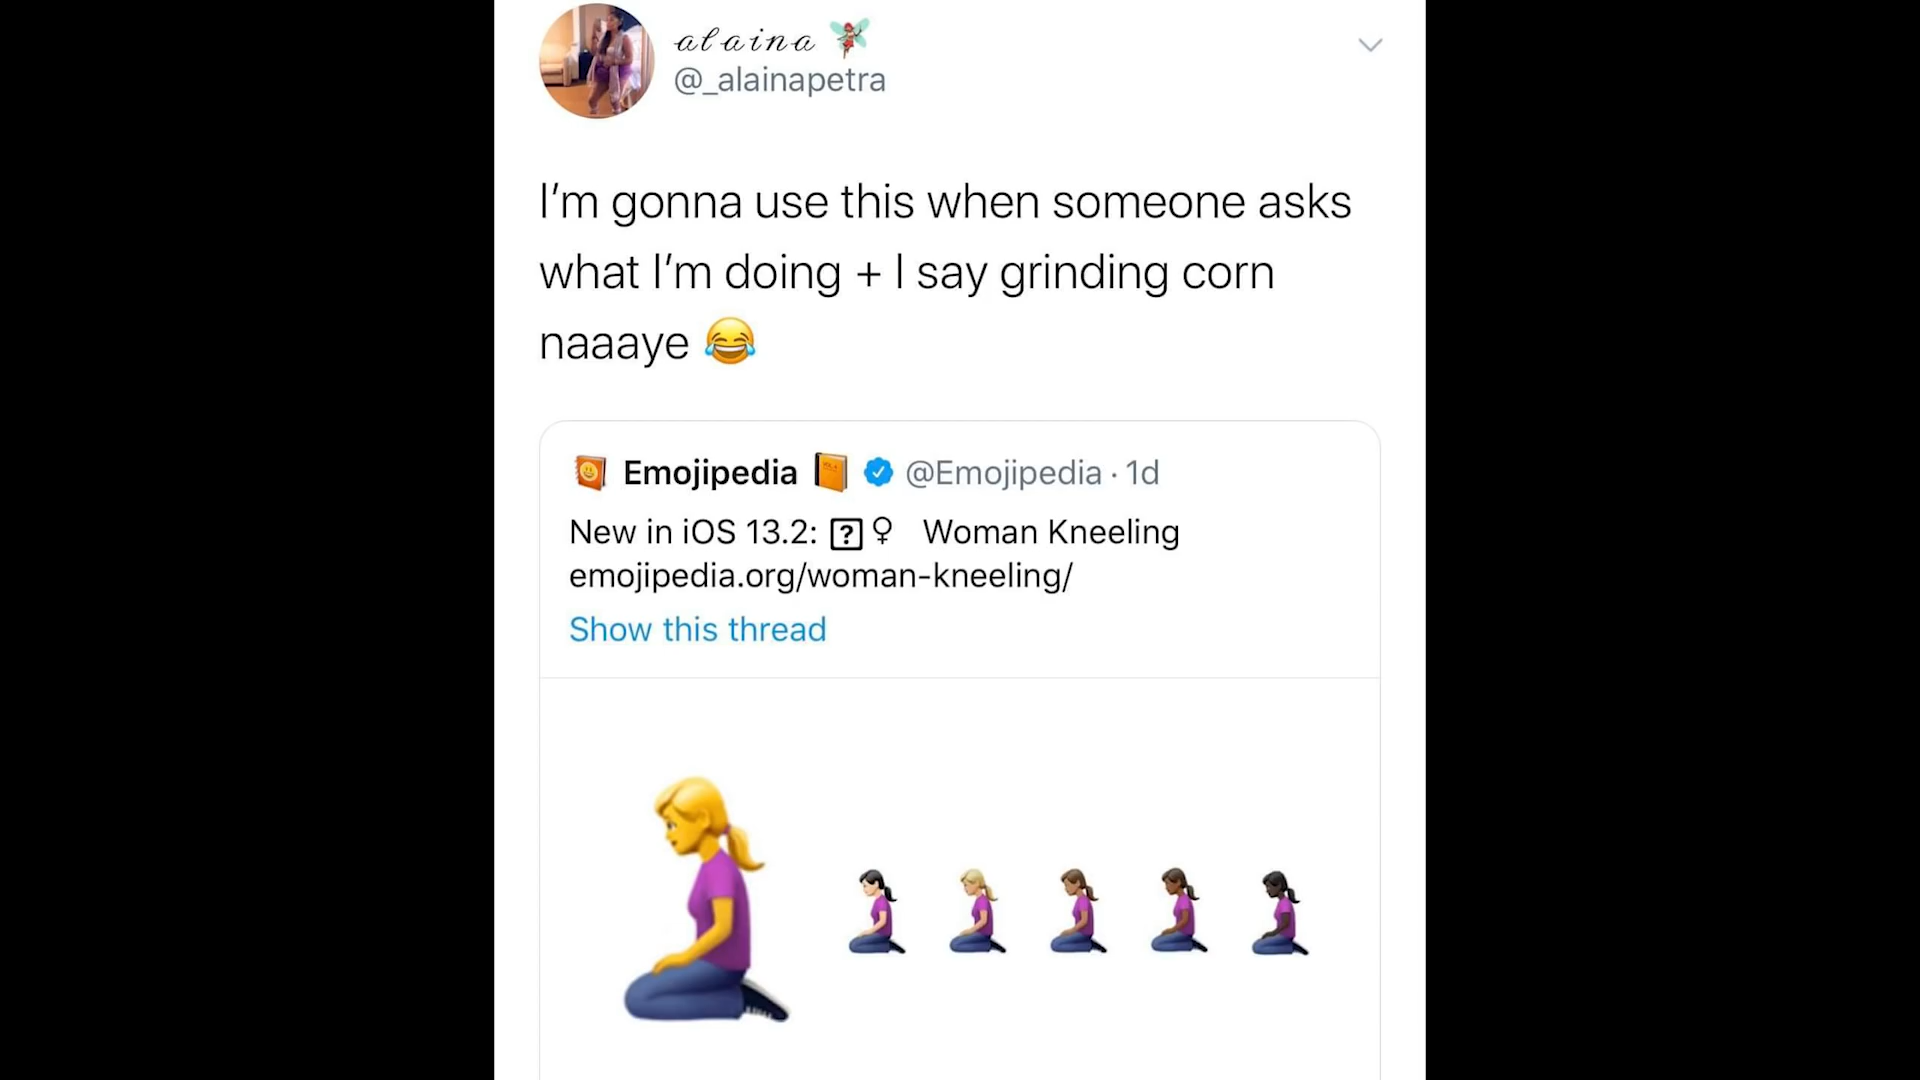 alaina
@_alainapetra
I'm gonna use this when someone asks
what I'm doing + I say grinding corn
naaaye 😂
Emojipedia @Emojipedia · 1d
New in iOS 13.2: ♀ Woman Kneeling
emojipedia.org/woman-kneeling/
Show this thread